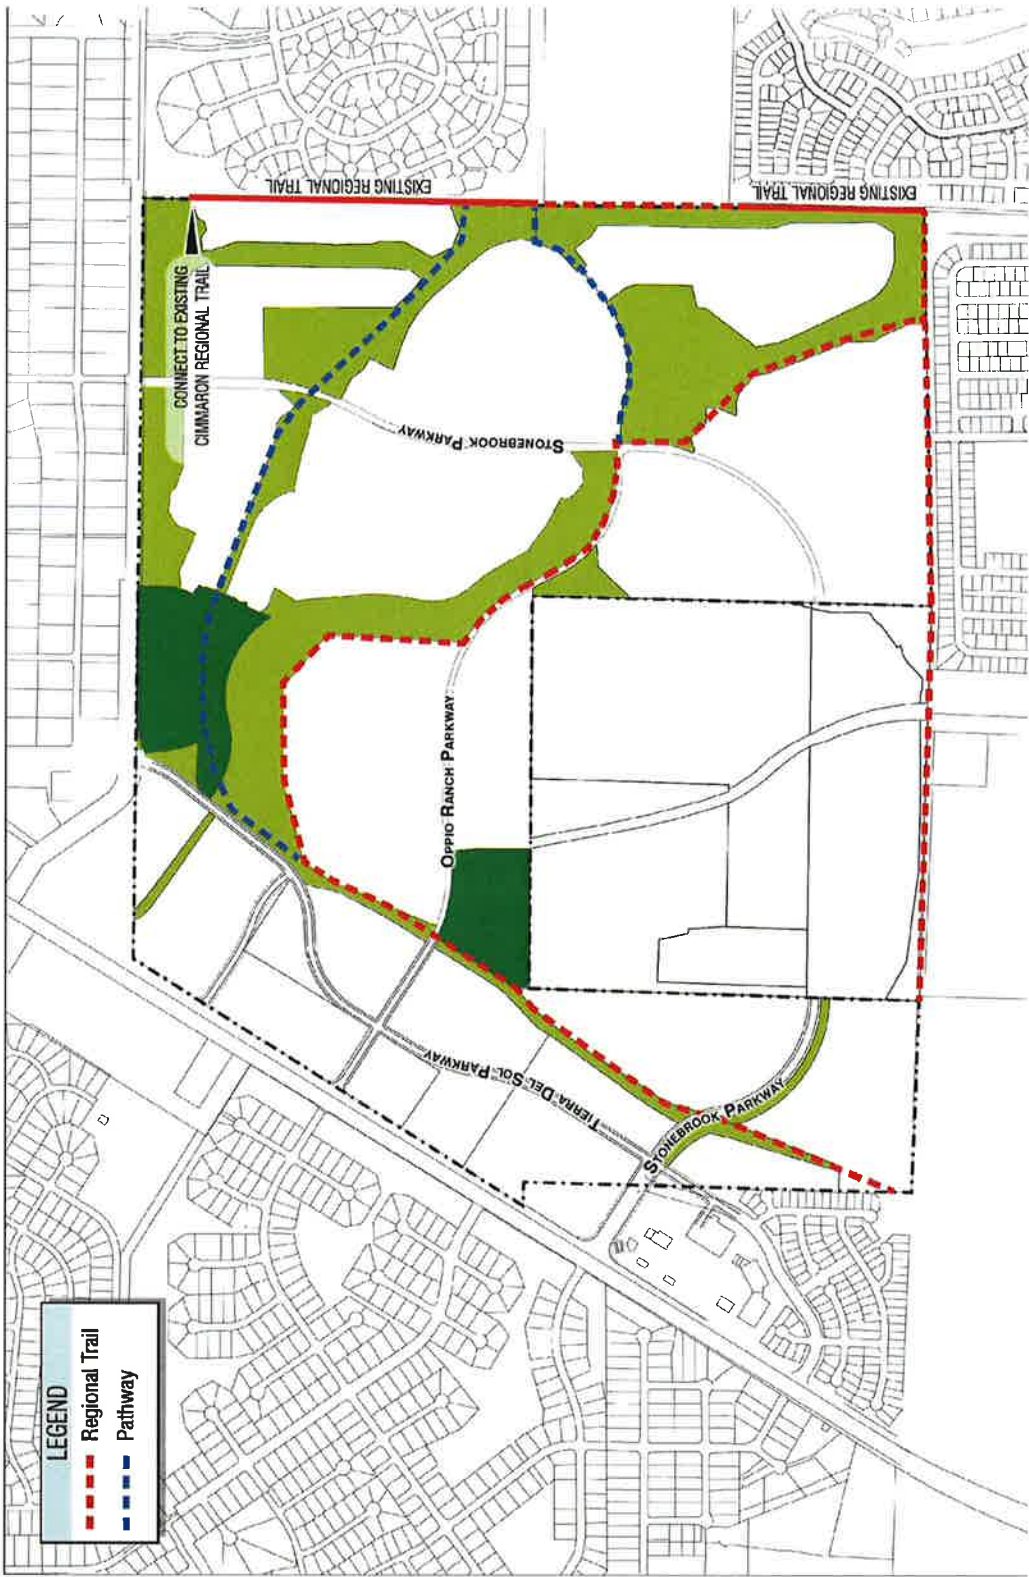 CONNECT TO EXISTING
CIMMARON REGIONAL TRAIL
EXISTING REGIONAL TRAIL
EXISTING REGIONAL TRAIL
STONEBROOK PARKWAY
OPPIO RANCH PARKWAY
TIERRA DEL SOL PARKWAY
STONEBROOK PARKWAY
LEGEND
Regional Trail
Pathway